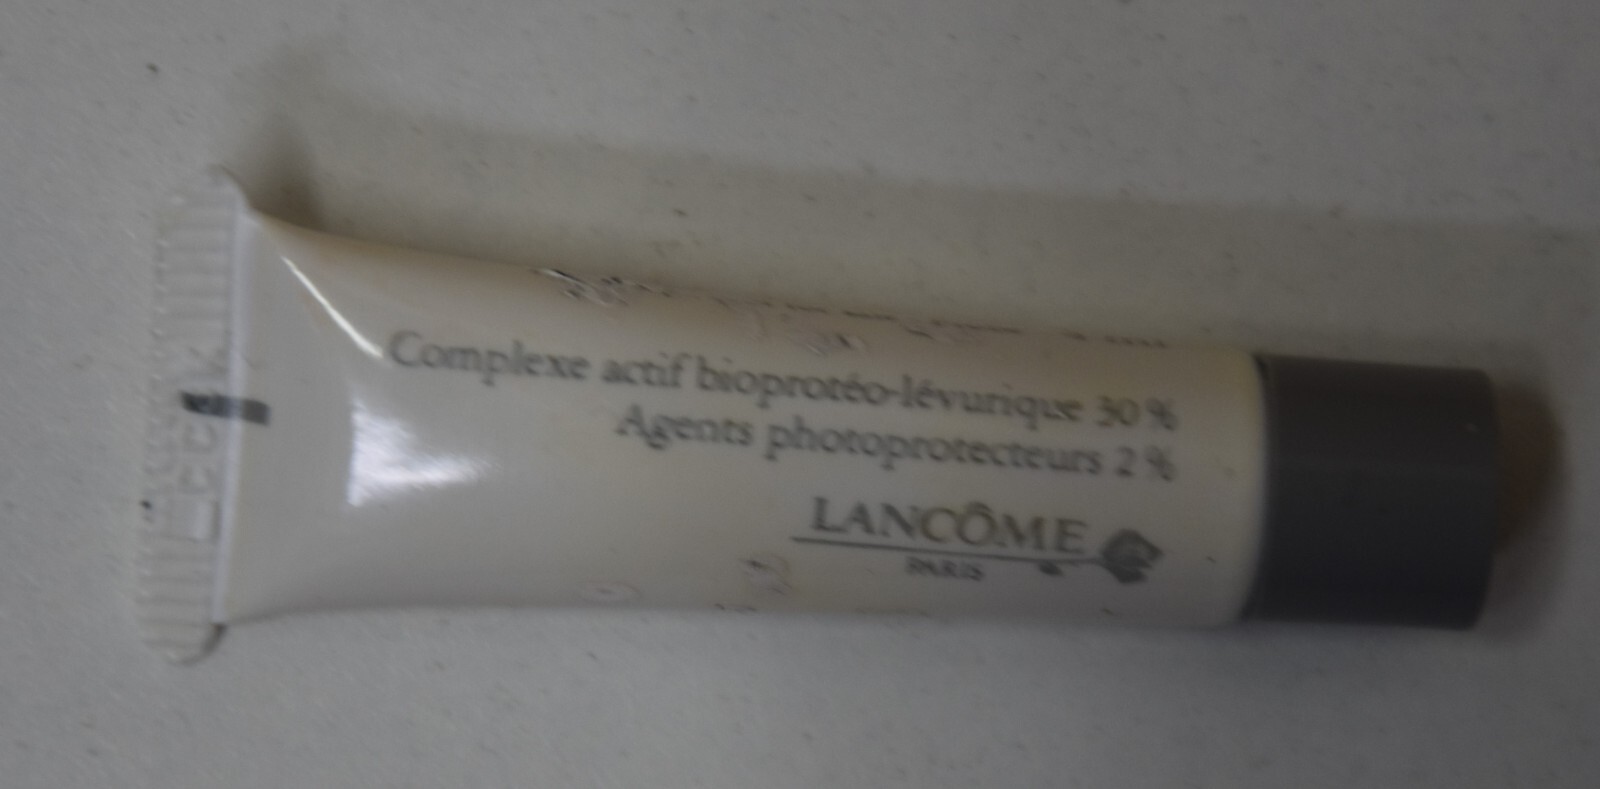 Complexe actif bioprotéo-lévurique 30 %
Agents photoprotecteurs 2 %
LANCÔME
PARIS